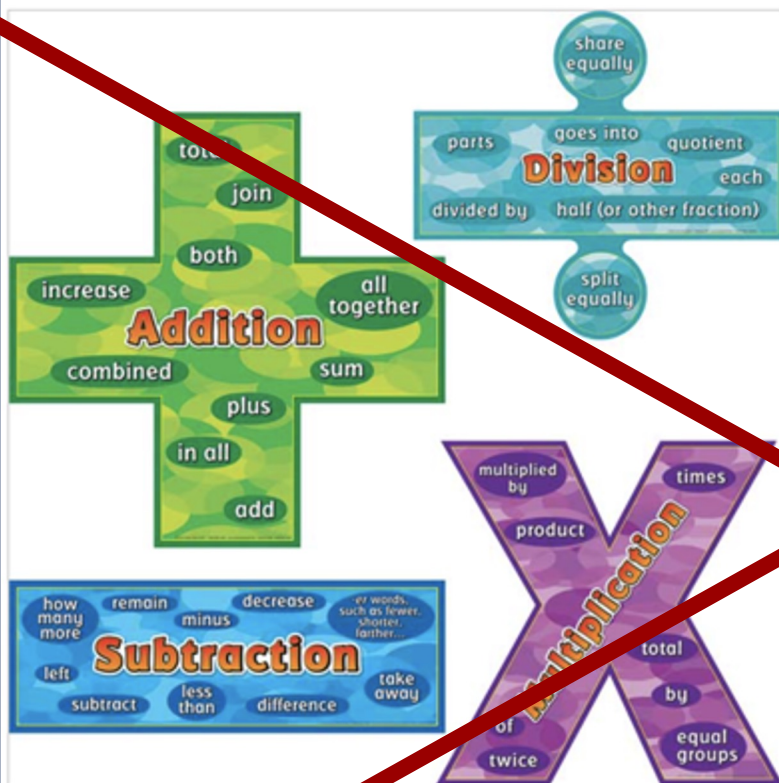 total
join
both
increase
all
together
Addition
combined
sum
plus
in all
add
share
equally
parts
goes into
quotient
Division
each
divided by
half (or other fraction)
split
equally
how
many
more
remain
minus
decrease
-er words,
such as fewer,
shorter,
farther...
Subtraction
left
subtract
less
than
difference
take
away
multiplied
by
times
product
Multiplication
total
by
of
twice
equal
groups